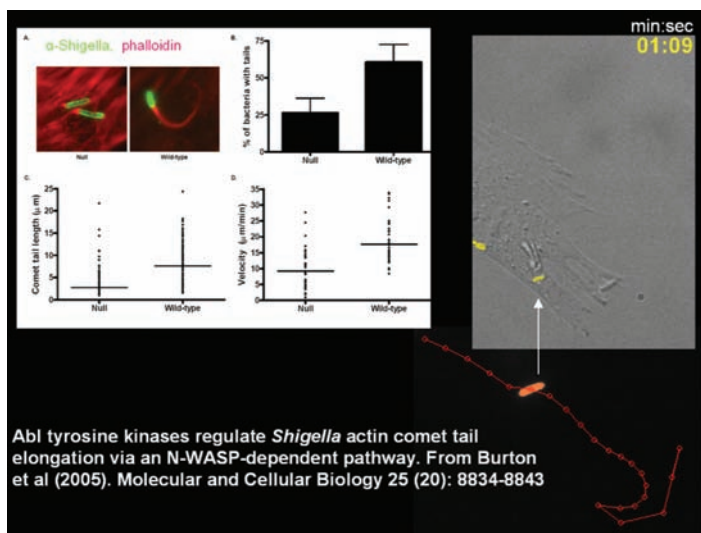 min:sec
01:09
A.
α-Shigella, phalloidin
Null
Wild-type
B.
% of bacteria with tails
75
50
25
0
Null
Wild-type
C.
Comet tail length (μm)
25
20
15
10
5
0
Null
Wild-type
D.
Velocity (μm/min)
35
30
25
20
15
10
5
0
Null
Wild-type
Abl tyrosine kinases regulate Shigella actin comet tail
elongation via an N-WASP-dependent pathway. From Burton
et al (2005). Molecular and Cellular Biology 25 (20): 8834-8843